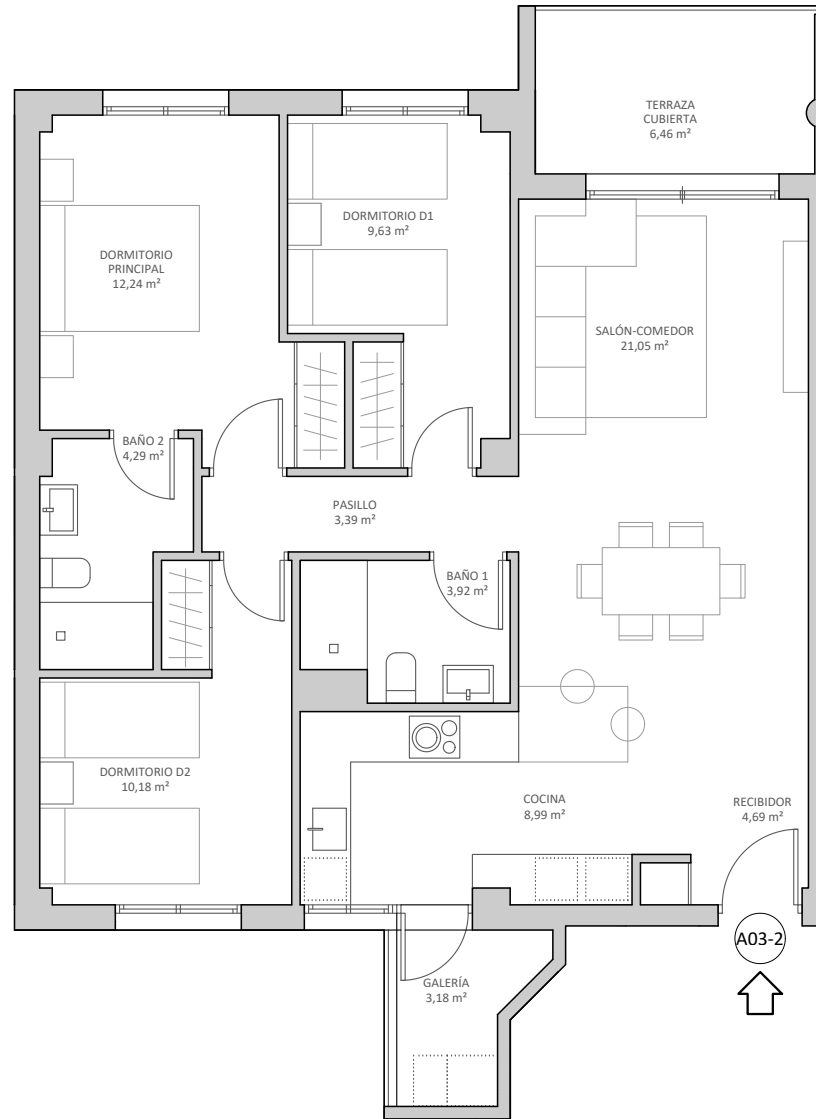 TERRAZA
CUBIERTA
6,46 m²
DORMITORIO D1
9,63 m²
DORMITORIO
PRINCIPAL
12,24 m²
SALÓN-COMEDOR
21,05 m²
BAÑO 2
4,29 m²
PASILLO
3,39 m²
BAÑO 1
3,92 m²
DORMITORIO D2
10,18 m²
COCINA
8,99 m²
RECIBIDOR
4,69 m²
A03-2
GALERÍA
3,18 m²